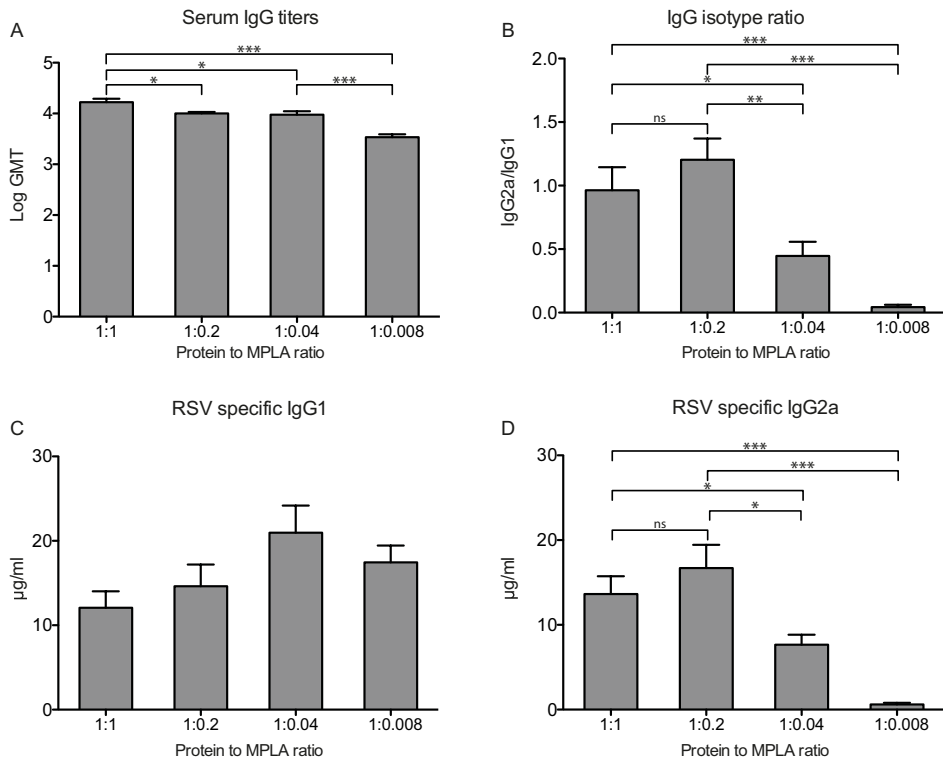 A
Serum IgG titers
***
*
*
***
Log GMT
5
4
3
2
1
0
1:1 1:0.2 1:0.04 1:0.008
Protein to MPLA ratio
B
IgG isotype ratio
***
***
*
**
ns
IgG2a/IgG1
2.0
1.5
1.0
0.5
0.0
1:1 1:0.2 1:0.04 1:0.008
Protein to MPLA ratio
C
RSV specific IgG1
µg/ml
30
20
10
0
1:1 1:0.2 1:0.04 1:0.008
Protein to MPLA ratio
D
RSV specific IgG2a
***
***
*
*
ns
µg/ml
30
20
10
0
1:1 1:0.2 1:0.04 1:0.008
Protein to MPLA ratio